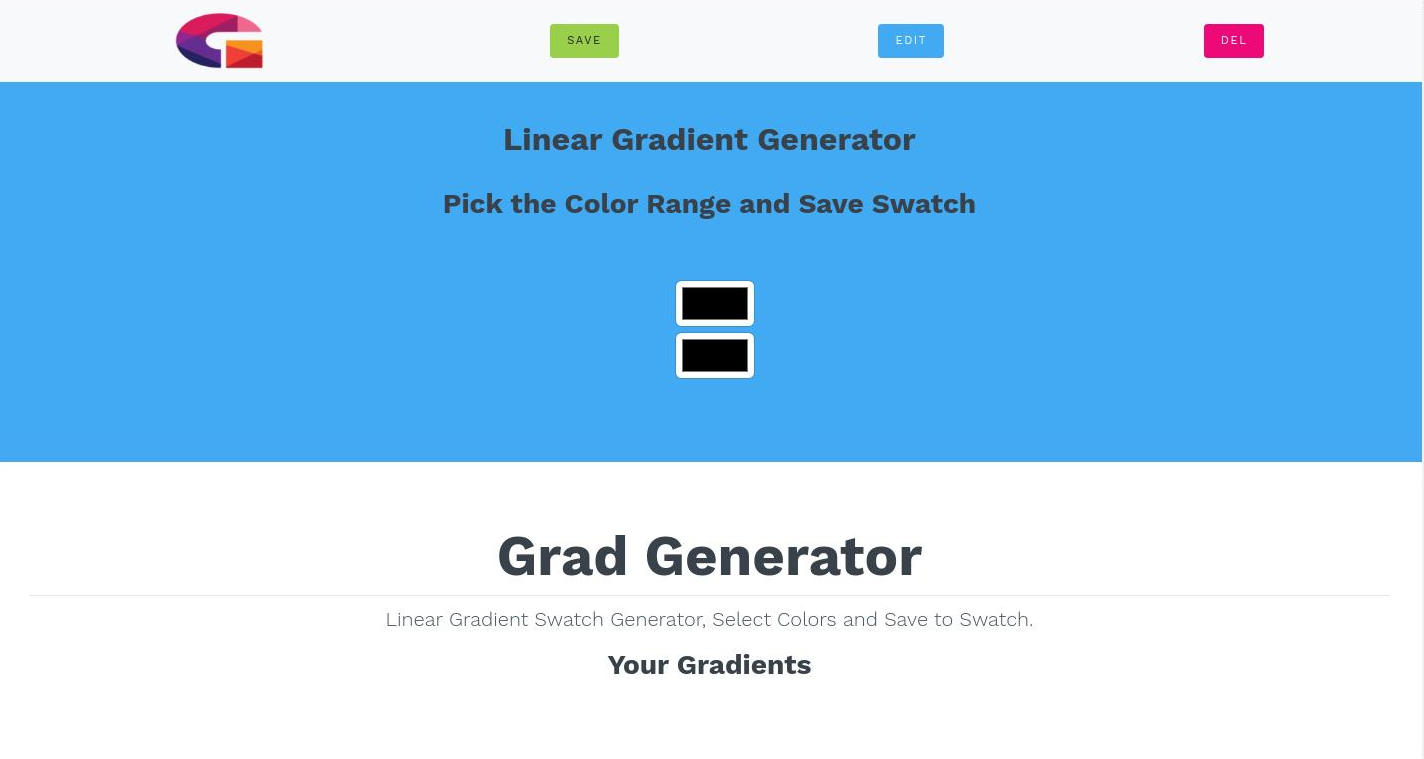 SAVE
EDIT
DEL
Linear Gradient Generator
Pick the Color Range and Save Swatch
Grad Generator
Linear Gradient Swatch Generator, Select Colors and Save to Swatch.
Your Gradients